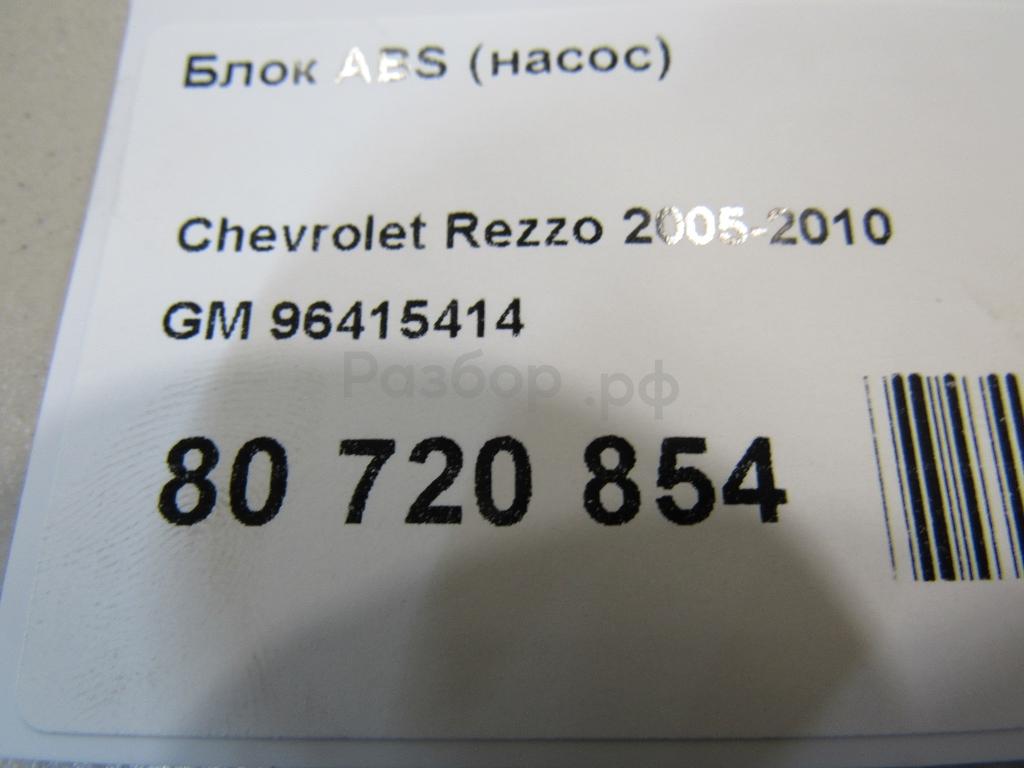 Блок ABS (насос)
Chevrolet Rezzo 2005-2010
GM 96415414
Разбор.рф
80 720 854